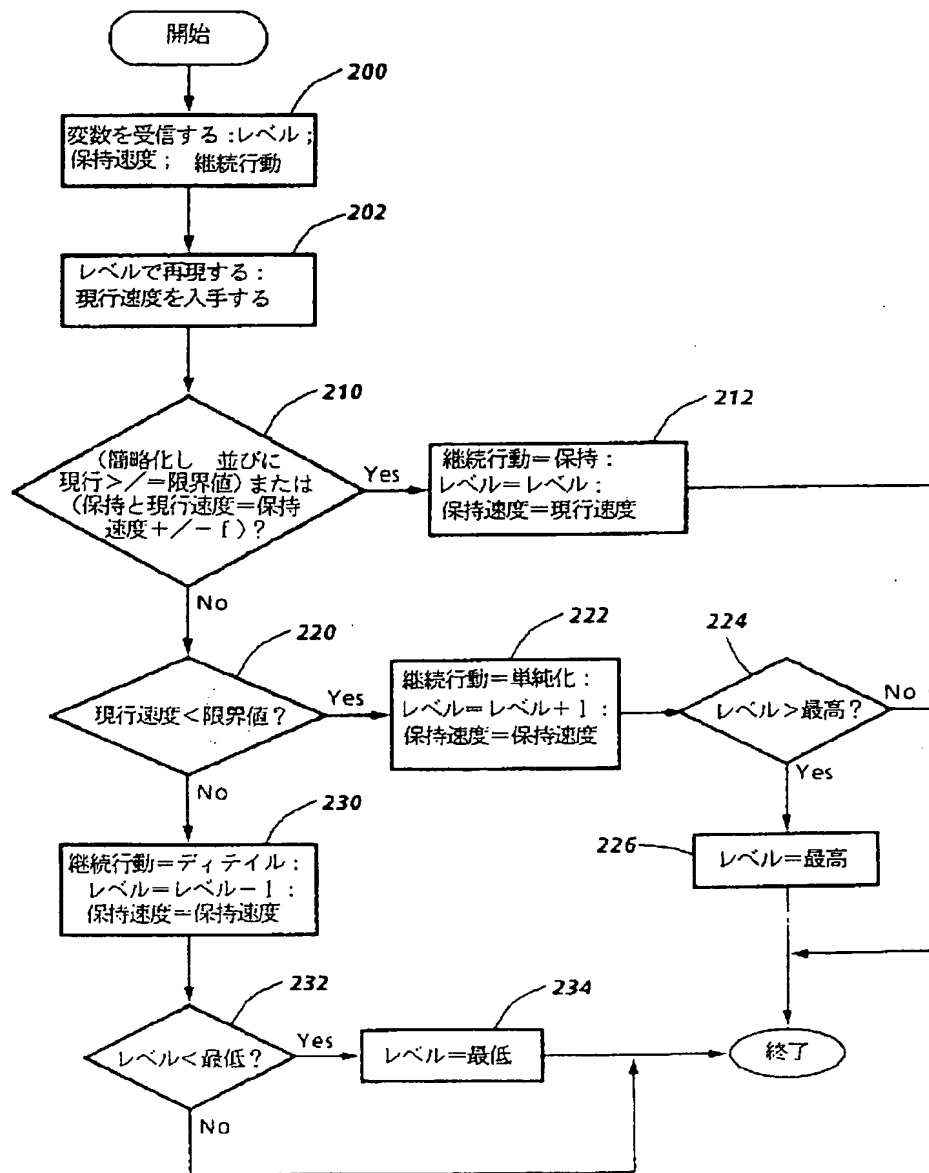 開始
200
変数を受信する:レベル;
保持速度; 継続行動
202
レベルで再現する:
現行速度を入手する
210
(簡略化し 並びに
現行>/=限界値)または
(保持と現行速度=保持
速度+/-f)?
Yes
212
継続行動=保持:
レベル=レベル:
保持速度=現行速度
No
220
現行速度<限界値?
Yes
222
継続行動=単純化:
レベル=レベル+1:
保持速度=保持速度
224
レベル>最高?
No
Yes
No
230
継続行動=ディテイル:
レベル=レベル-1:
保持速度=保持速度
226
レベル=最高
232
レベル<最低?
Yes
234
レベル=最低
終了
No